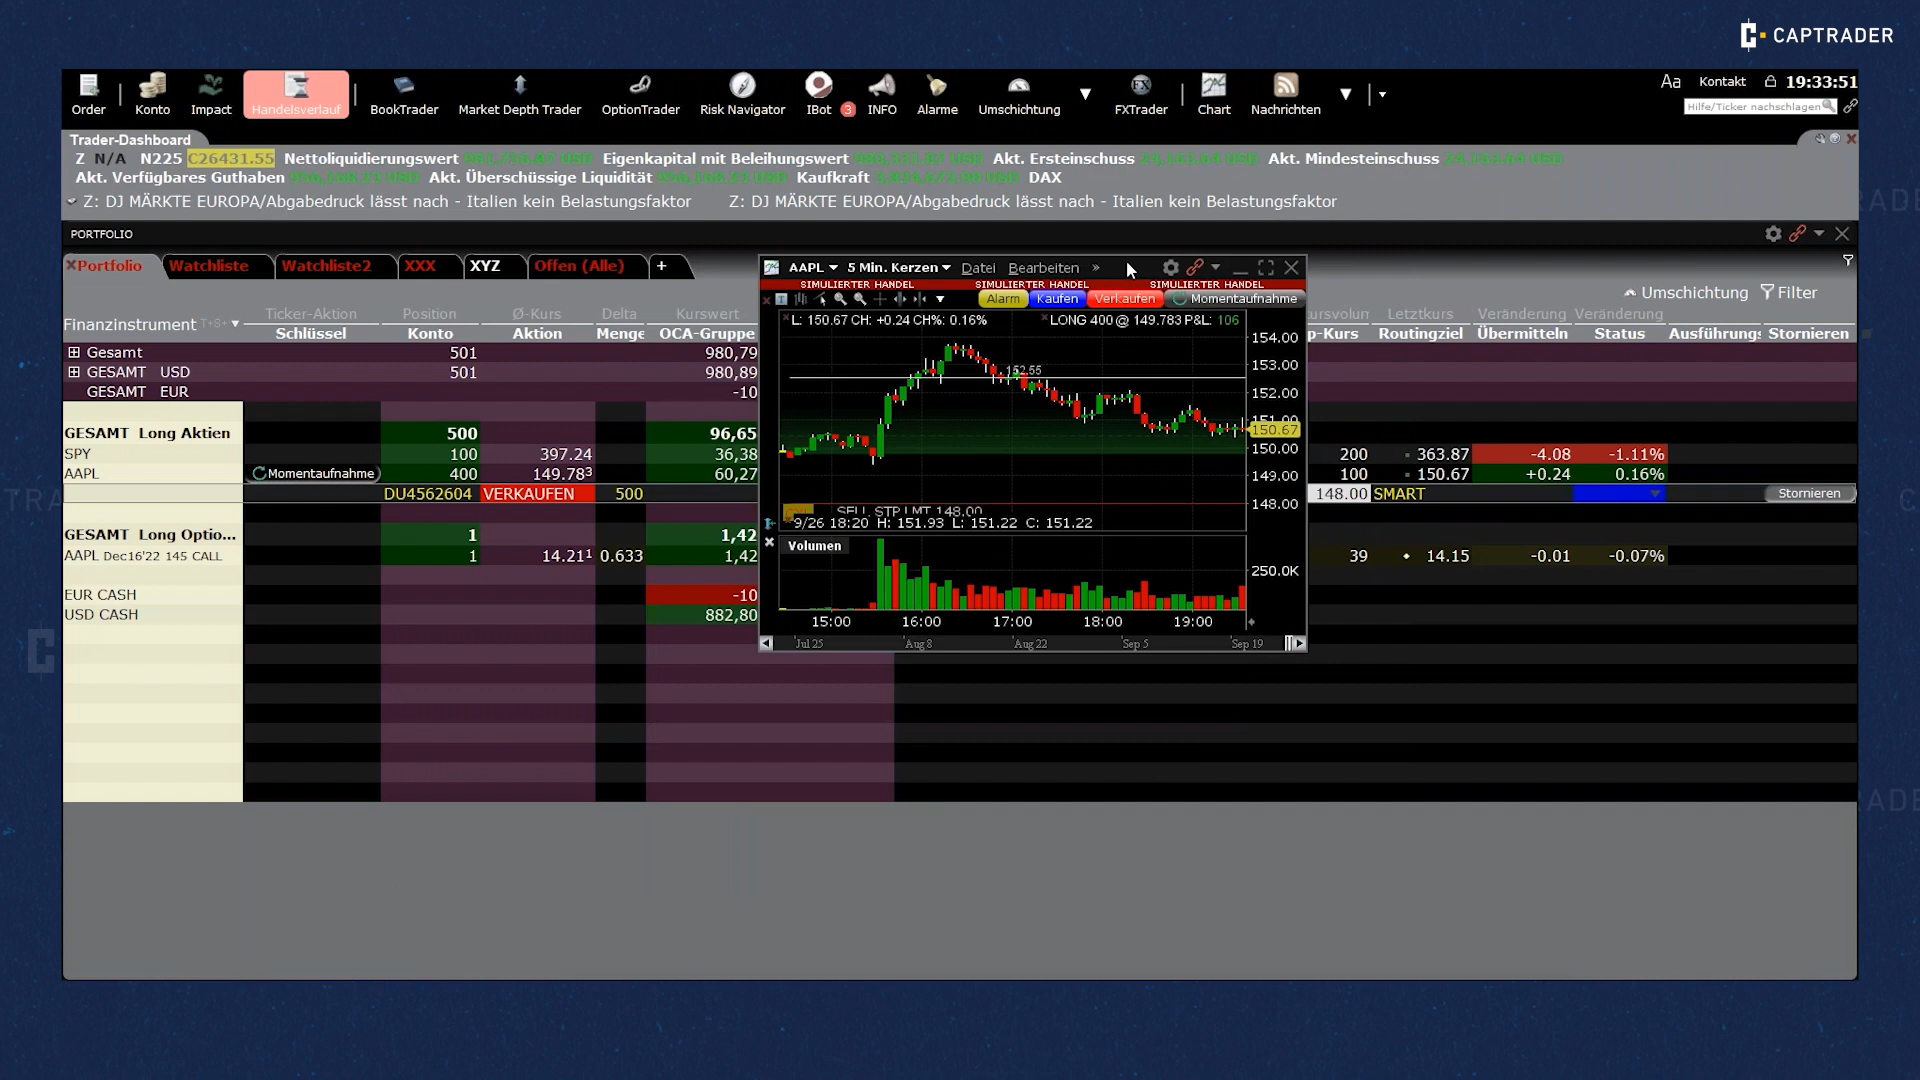 CAPTRADER
Order Konto Impact Handelsverlauf BookTrader Market Depth Trader OptionTrader Risk Navigator IBot 3 INFO Alarme Umschichtung FXTrader Chart Nachrichten
Aa Kontakt 19:33:51
Hilfe/Ticker nachschlagen
Trader-Dashboard
Z N/A N225 C26431.55 Nettoliquidierungswert Eigenkapital mit Beleihungswert Akt. Ersteinschuss Akt. Mindesteinschuss
Akt. Verfügbares Guthaben Akt. Überschüssige Liquidität Kaufkraft DAX
Z: DJ MÄRKTE EUROPA/Abgabedruck lässt nach - Italien kein Belastungsfaktor Z: DJ MÄRKTE EUROPA/Abgabedruck lässt nach - Italien kein Belastungsfaktor
PORTFOLIO
Portfolio Watchliste Watchliste2 XXX XYZ Offen (Alle) +
Umschichtung Filter
Finanzinstrument Ticker-Aktion Position Ø-Kurs Delta Kurswert Letztkurs Veränderung Veränderung
Schlüssel Konto Aktion Menge OCA-Gruppe p-Kurs Routingziel Übermitteln Status Ausführungs Stornieren
Gesamt 501 980,79
GESAMT USD 501 980,89
GESAMT EUR -10
GESAMT Long Aktien 500 96,65
SPY 100 397.24 36,38 200 363.87 -4.08 -1.11%
AAPL Momentaufnahme 400 149.783 60,27 100 150.67 +0.24 0.16%
DU4562604 VERKAUFEN 500 148.00 SMART Stornieren
GESAMT Long Optio... 1 1,42
AAPL Dec16'22 145 CALL 1 14.211 0.633 1,42 39 14.15 -0.01 -0.07%
EUR CASH -10
USD CASH 882,80
AAPL 5 Min. Kerzen Datei Bearbeiten »
SIMULIERTER HANDEL SIMULIERTER HANDEL SIMULIERTER HANDEL
Alarm Kaufen Verkaufen Momentaufnahme
L: 150.67 CH: +0.24 CH%: 0.16% LONG 400@ 149.783 P&L: 106
154.00
153.00
152.55
152.00
151.00
150.67
150.00
149.00
148.00
SELL STP LMT 148.00
9/26 18:20 H: 151.93 L: 151.22 C: 151.22
Volumen
250.0K
15:00 16:00 17:00 18:00 19:00
Jul 25 Aug 8 Aug 22 Sep 5 Sep 19